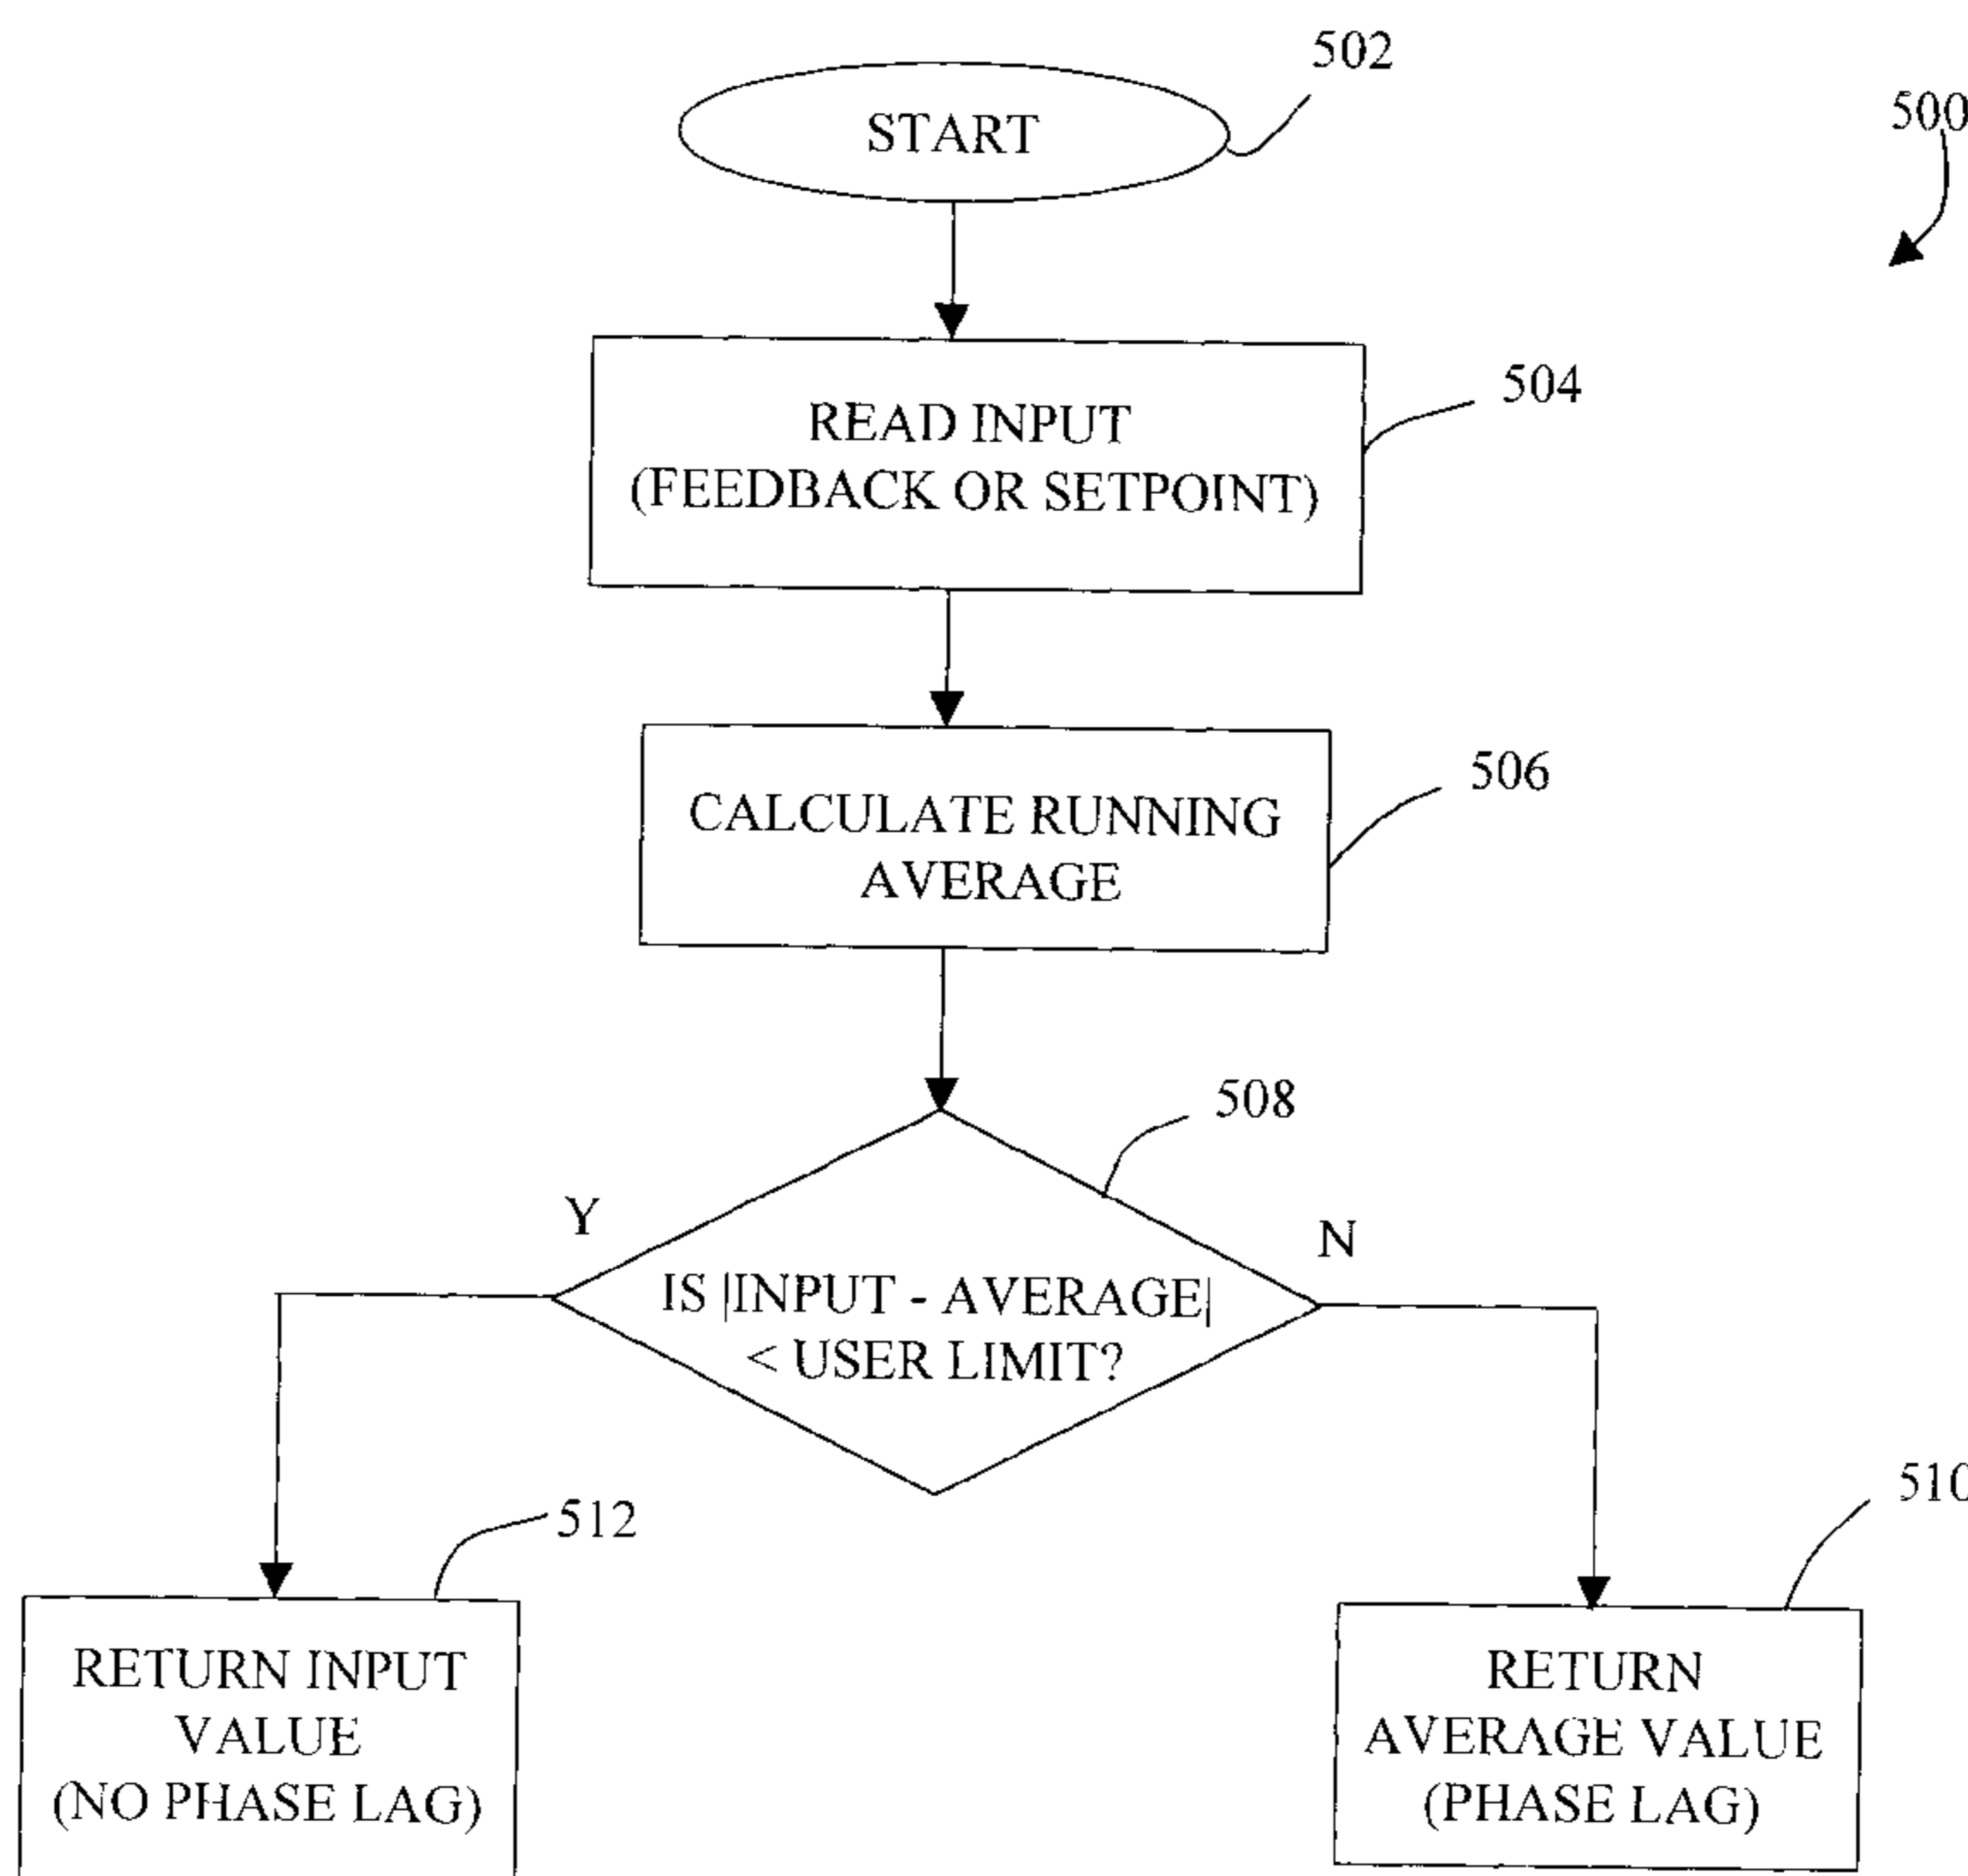 502
500
START
504
READ INPUT
(FEEDBACK OR SETPOINT)
506
CALCULATE RUNNING
AVERAGE
508
Y
N
IS |INPUT - AVERAGE|
< USER LIMIT?
512
510
RETURN INPUT
VALUE
(NO PHASE LAG)
RETURN
AVERAGE VALUE
(PHASE LAG)